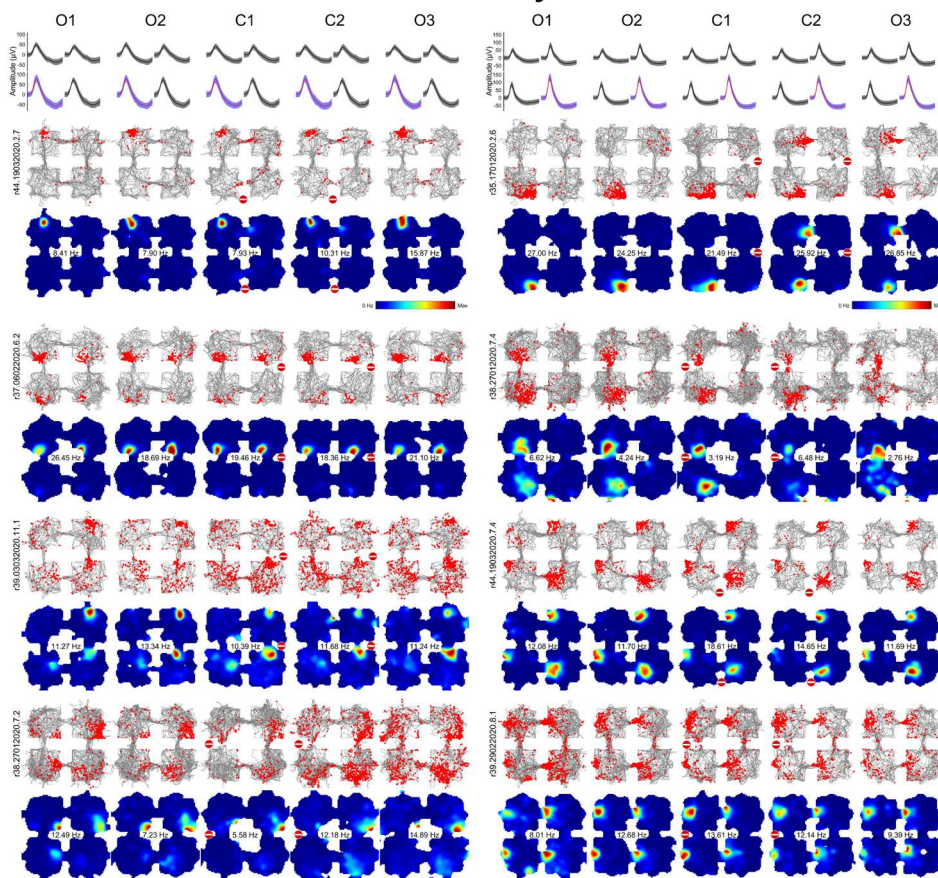 O1 O2 C1 C2 O3 O1 O2 C1 C2 O3
Amplitude (µV) 100 50 0 -50 Amplitude (µV) 150 100 50 0 -50
100 50 0 -50 150 100 50 0 -50
r44.19032020.2.7 r35.17012020.2.6
8.41 Hz 7.90 Hz 7.93 Hz 10.31 Hz 15.87 Hz 27.00 Hz 24.25 Hz 21.49 Hz 25.92 Hz 26.85 Hz
0 Hz Max 0 Hz M
r37.06022020.6.2 r38.27012020.7.4
26.45 Hz 18.69 Hz 19.46 Hz 18.36 Hz 21.10 Hz 6.62 Hz 4.24 Hz 3.19 Hz 6.48 Hz 2.76 Hz
r39.03032020.11.1 r44.19032020.7.4
11.27 Hz 13.34 Hz 10.39 Hz 11.68 Hz 11.24 Hz 12.08 Hz 11.70 Hz 18.61 Hz 14.65 Hz 11.69 Hz
r38.27012020.7.2 r39.29022020.8.1
12.49 Hz 7.23 Hz 5.58 Hz 12.18 Hz 14.89 Hz 8.01 Hz 12.68 Hz 13.61 Hz 12.14 Hz 9.39 Hz